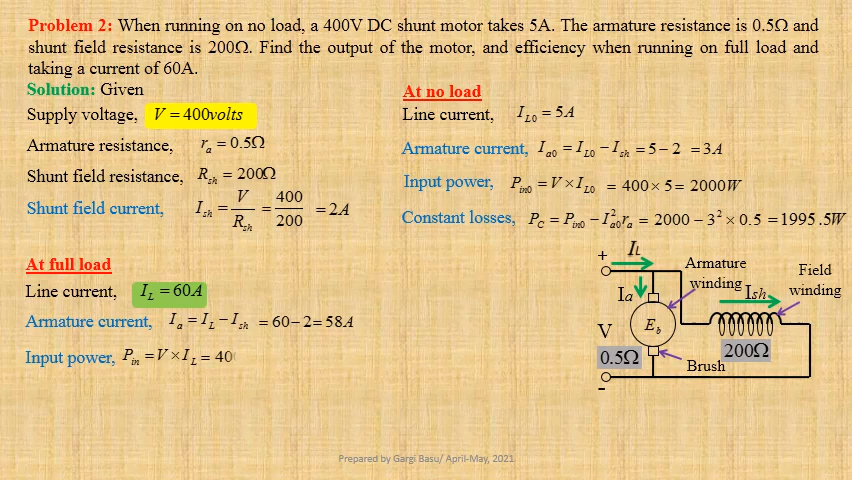 Problem 2: When running on no load, a 400V DC shunt motor takes 5A. The armature resistance is 0.5Ω and
shunt field resistance is 200Ω. Find the output of the motor, and efficiency when running on full load and
taking a current of 60A.
Solution: Given
Supply voltage, V = 400volts
Armature resistance, rₐ = 0.5Ω
Shunt field resistance, R_sh = 200Ω
Shunt field current, I_sh = V/R_sh = 400/200 = 2A
At no load
Line current, I_L0 = 5A
Armature current, I_a0 = I_L0 − I_sh = 5 − 2 = 3A
Input power, P_in0 = V × I_L0 = 400 × 5 = 2000W
Constant losses, P_C = P_in0 − I²_a0 rₐ = 2000 − 3² × 0.5 = 1995.5W
At full load
Line current, I_L = 60A
Armature current, I_a = I_L − I_sh = 60 − 2 = 58A
Input power, P_in = V × I_L = 40
+
I_L
Armature
winding
Field
winding
Ia
Ish
V
E_b
0.5Ω
200Ω
Brush
-
Prepared by Gargi Basu/ April-May, 2021.